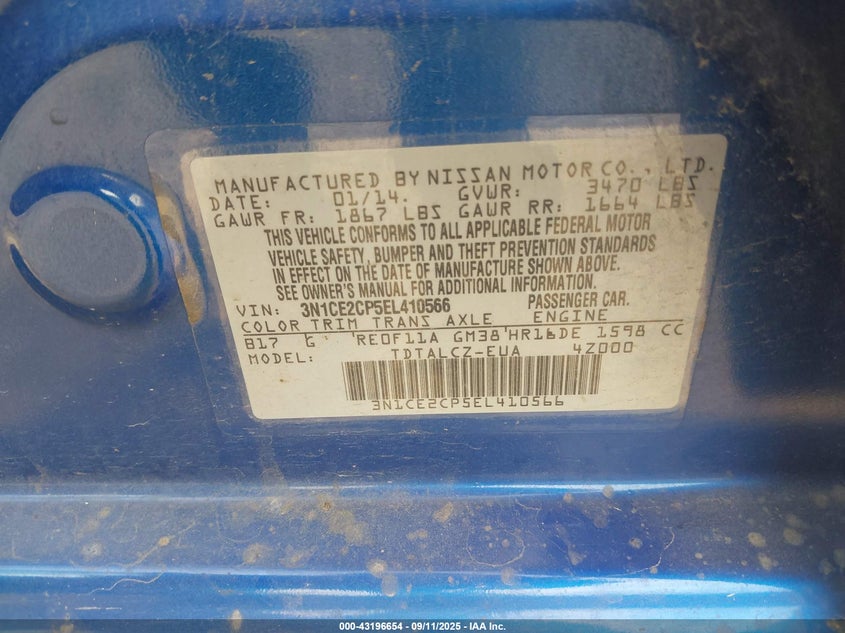 MANUFACTURED BY NISSAN MOTOR CO., LTD.
DATE: 01/14. GVWR: 3470 LBS
GAWR FR: 1867 LBS GAWR RR: 1664 LBS
THIS VEHICLE CONFORMS TO ALL APPLICABLE FEDERAL MOTOR
VEHICLE SAFETY, BUMPER AND THEFT PREVENTION STANDARDS
IN EFFECT ON THE DATE OF MANUFACTURE SHOWN ABOVE.
SEE OWNER'S MANUAL FOR ADDITIONAL INFORMATION.
VIN: 3N1CE2CP5EL410566 PASSENGER CAR.
COLOR TRIM TRANS AXLE ENGINE
B17 G 'RE0F11A GM38'HR16DE 1598 CC
MODEL: TDTALCZ-EUA 4Z000
3N1CE2CP5EL410566
000-43196654 - 09/11/2025 - IAA Inc.